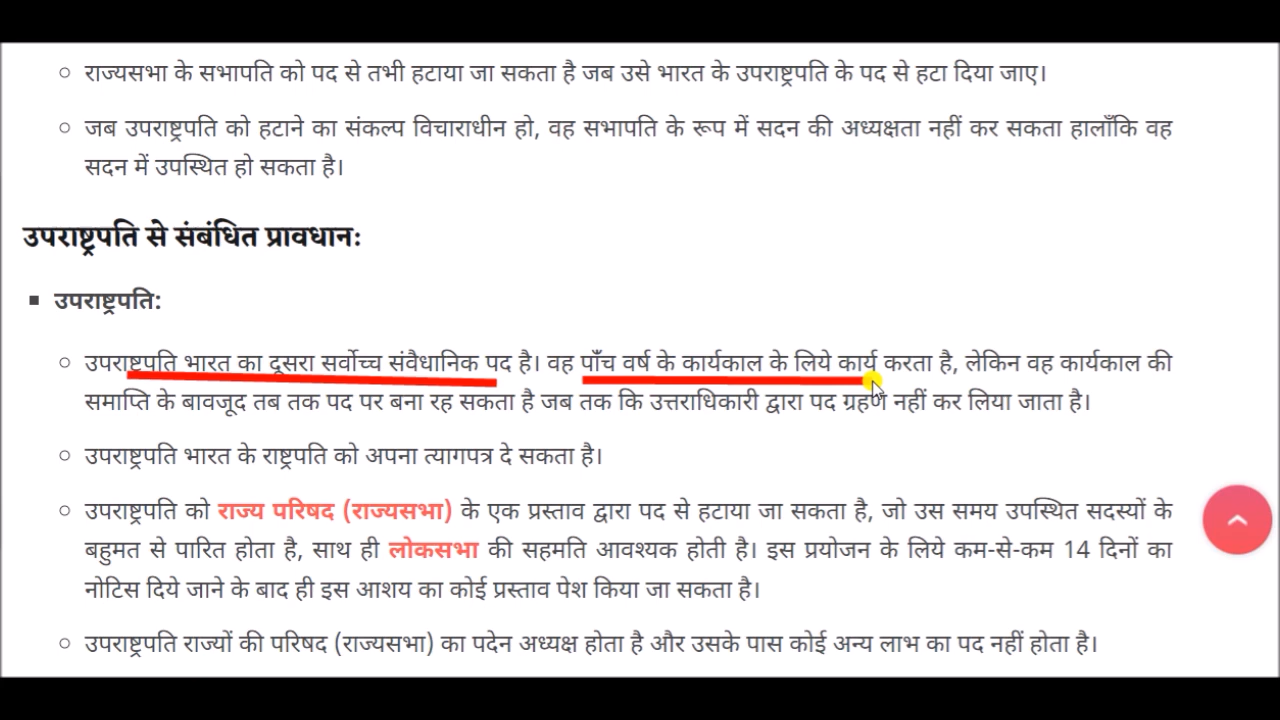 राज्यसभा के सभापति को पद से तभी हटाया जा सकता है जब उसे भारत के उपराष्ट्रपति के पद से हटा दिया जाए।
जब उपराष्ट्रपति को हटाने का संकल्प विचाराधीन हो, वह सभापति के रूप में सदन की अध्यक्षता नहीं कर सकता हालाँकि वह
सदन में उपस्थित हो सकता है।
उपराष्ट्रपति से संबंधित प्रावधानः
उपराष्ट्रपति:
उपराष्ट्रपति भारत का दूसरा सर्वोच्च संवैधानिक पद है। वह पाँच वर्ष के कार्यकाल के लिये कार्य करता है, लेकिन वह कार्यकाल की
समाप्ति के बावजूद तब तक पद पर बना रह सकता है जब तक कि उत्तराधिकारी द्वारा पद ग्रहण नहीं कर लिया जाता है।
उपराष्ट्रपति भारत के राष्ट्रपति को अपना त्यागपत्र दे सकता है।
उपराष्ट्रपति को राज्य परिषद (राज्यसभा) के एक प्रस्ताव द्वारा पद से हटाया जा सकता है, जो उस समय उपस्थित सदस्यों के
बहुमत से पारित होता है, साथ ही लोकसभा की सहमति आवश्यक होती है। इस प्रयोजन के लिये कम-से-कम 14 दिनों का
नोटिस दिये जाने के बाद ही इस आशय का कोई प्रस्ताव पेश किया जा सकता है।
उपराष्ट्रपति राज्यों की परिषद (राज्यसभा) का पदेन अध्यक्ष होता है और उसके पास कोई अन्य लाभ का पद नहीं होता है।